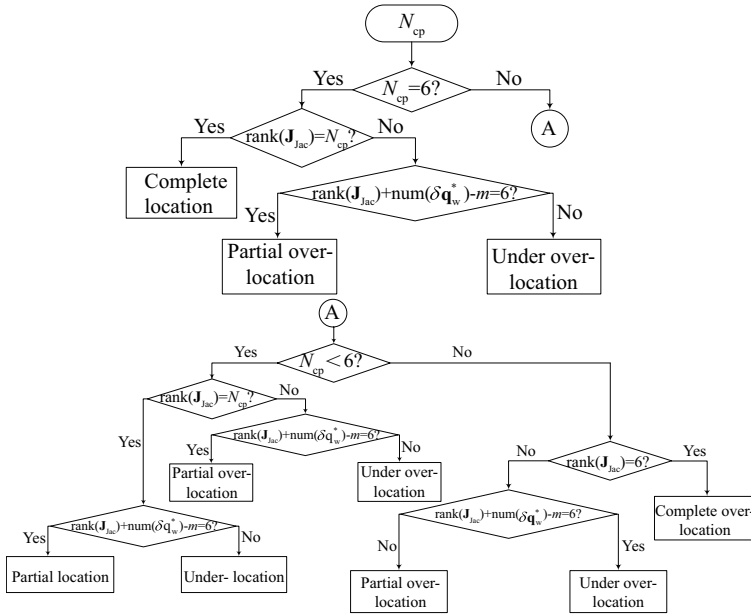 N_cp
Yes
N_cp=6?
No
A
Yes
rank(J_Jac)=N_cp?
No
Complete
location
rank(J_Jac)+num(δq_w^*)-m=6?
Yes
No
Partial over-
location
Under over-
location
A
Yes
N_cp<6?
No
rank(J_Jac)=N_cp?
No
Yes
rank(J_Jac)+num(δq_w^*)-m=6?
Yes
No
Partial over-
location
Under over-
location
No
rank(J_Jac)=6?
Yes
Complete over-
location
rank(J_Jac)+num(δq_w^*)-m=6?
Yes
No
Partial location
Under- location
rank(J_Jac)+num(δq_w^*)-m=6?
No
Yes
Partial over-
location
Under over-
location